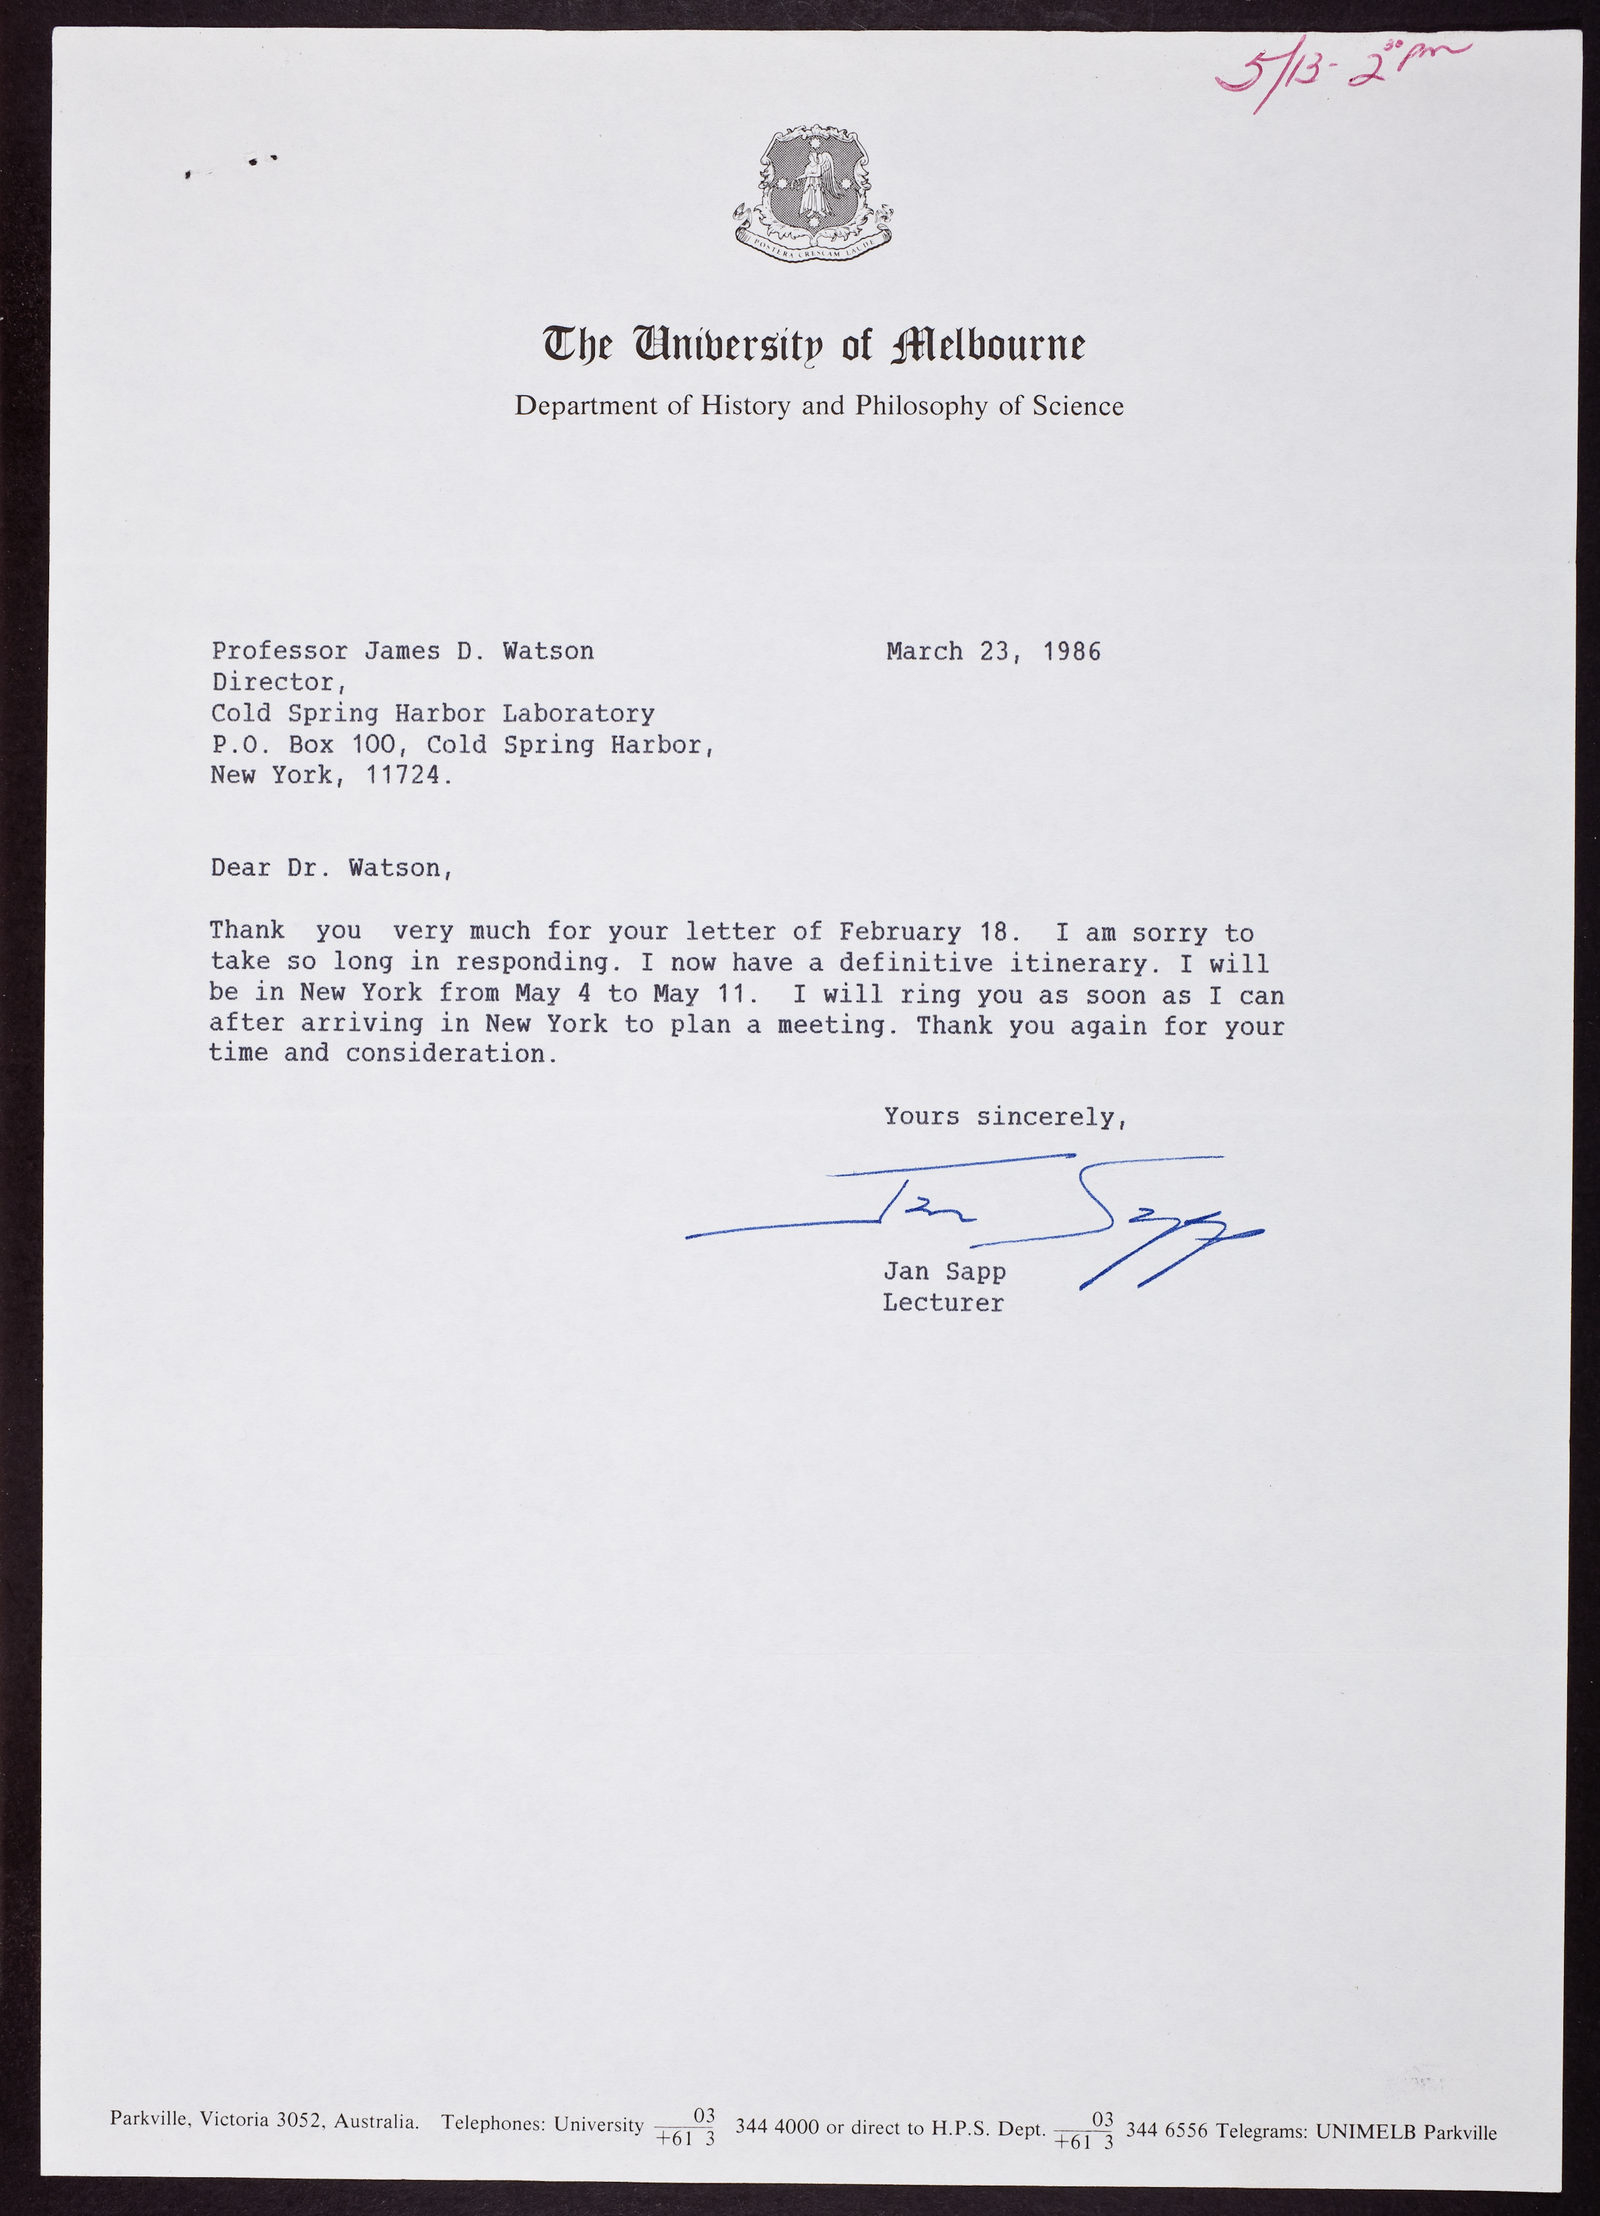 5/13 - 2³⁰ pm
POSTERA CRESCAM LAUDE
The University of Melbourne
Department of History and Philosophy of Science
Professor James D. Watson March 23, 1986
Director,
Cold Spring Harbor Laboratory
P.O. Box 100, Cold Spring Harbor,
New York, 11724.
Dear Dr. Watson,
Thank you very much for your letter of February 18. I am sorry to
take so long in responding. I now have a definitive itinerary. I will
be in New York from May 4 to May 11. I will ring you as soon as I can
after arriving in New York to plan a meeting. Thank you again for your
time and consideration.
Yours sincerely,
Jan Sapp
Jan Sapp
Lecturer
Parkville, Victoria 3052, Australia. Telephones: University 03/+61 3 344 4000 or direct to H.P.S. Dept. 03/+61 3 344 6556 Telegrams: UNIMELB Parkville